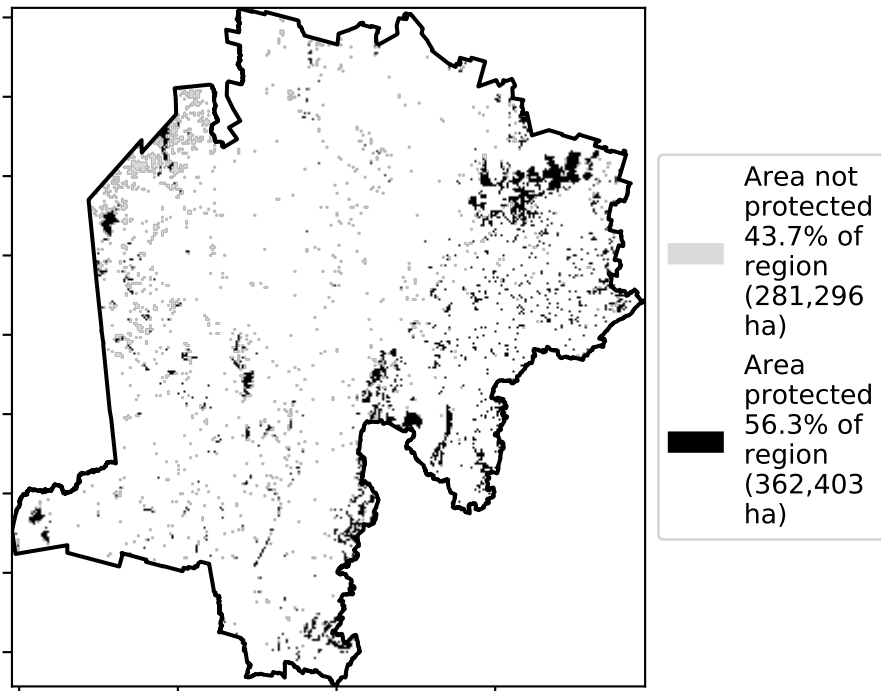 Area not
protected
43.7% of
region
(281,296
ha)
Area
protected
56.3% of
region
(362,403
ha)